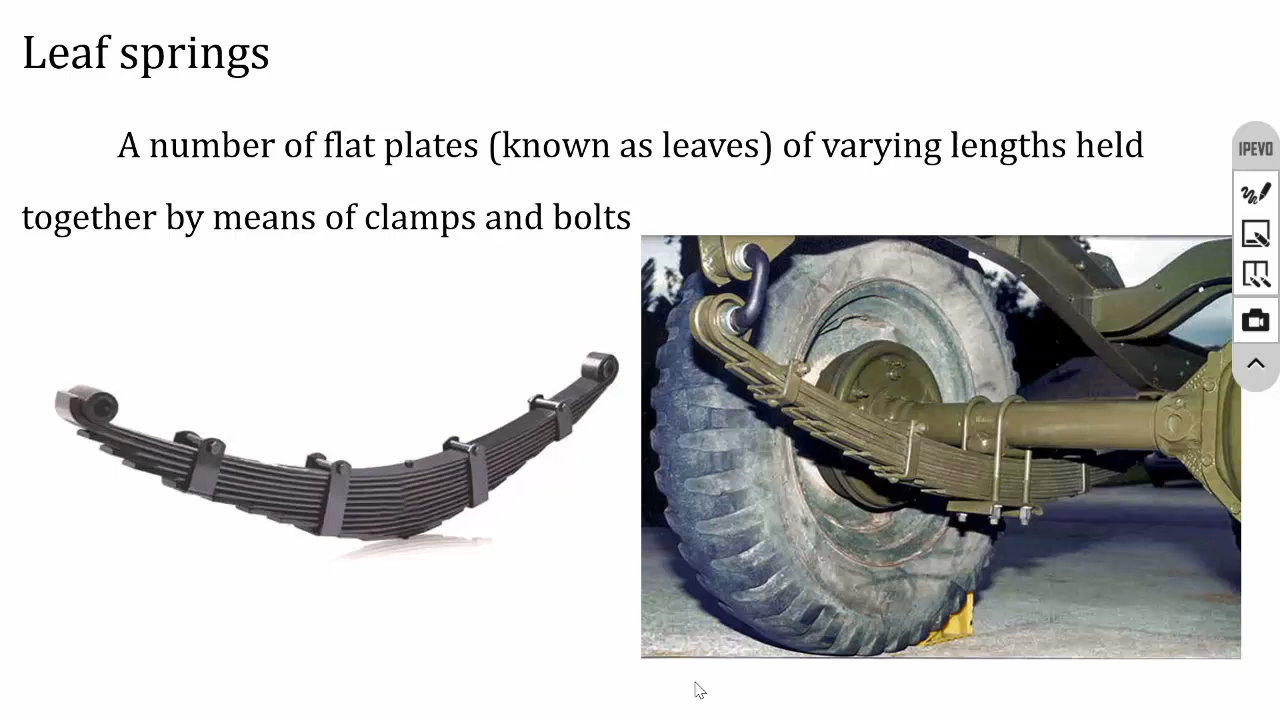 Leaf springs
A number of flat plates (known as leaves) of varying lengths held
together by means of clamps and bolts
IPEVO